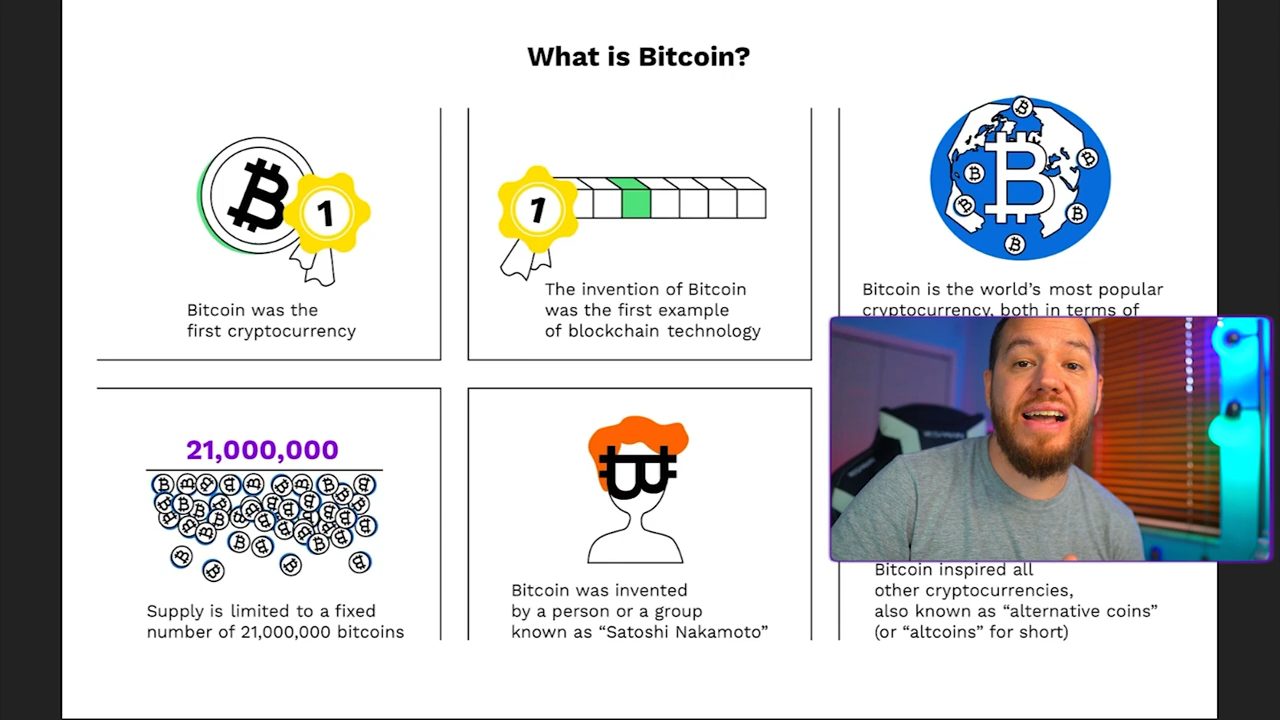 What is Bitcoin?
1
1
Bitcoin was the
first cryptocurrency
The invention of Bitcoin
was the first example
of blockchain technology
Bitcoin is the world's most popular
cryptocurrency, both in terms of
21,000,000
Supply is limited to a fixed
number of 21,000,000 bitcoins
Bitcoin was invented
by a person or a group
known as “Satoshi Nakamoto”
Bitcoin inspired all
other cryptocurrencies,
also known as “alternative coins”
(or “altcoins” for short)